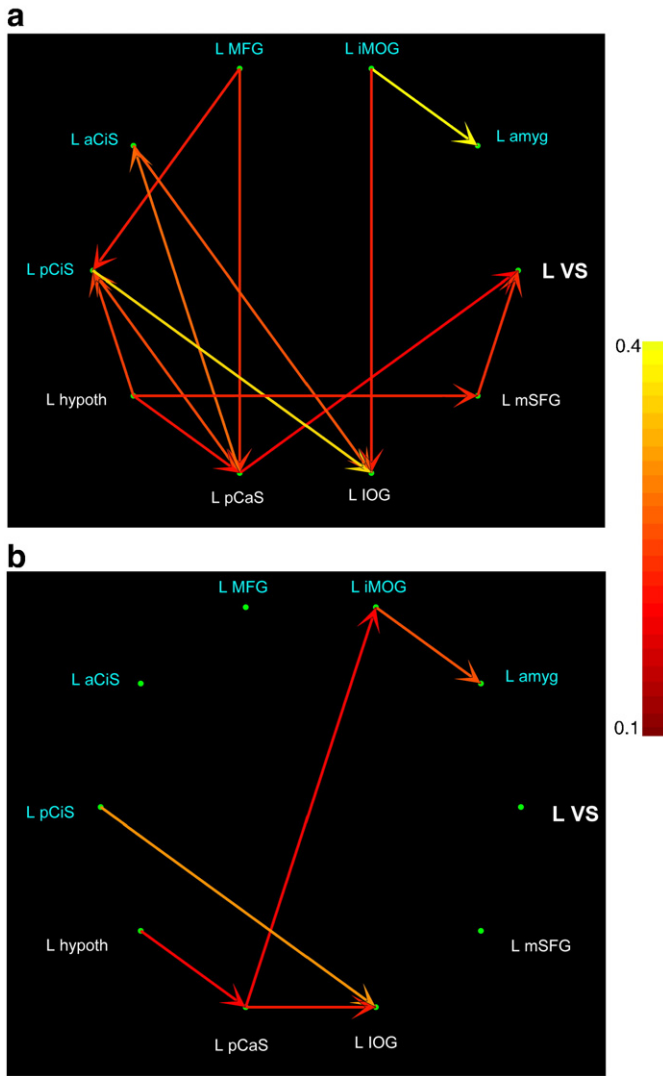 a
L MFG
L iMOG
L aCiS
L amyg
L pCiS
L VS
0.4
L hypoth
L mSFG
L pCaS
L IOG
b
L MFG
L iMOG
L aCiS
L amyg
0.1
L pCiS
L VS
L hypoth
L mSFG
L pCaS
L IOG